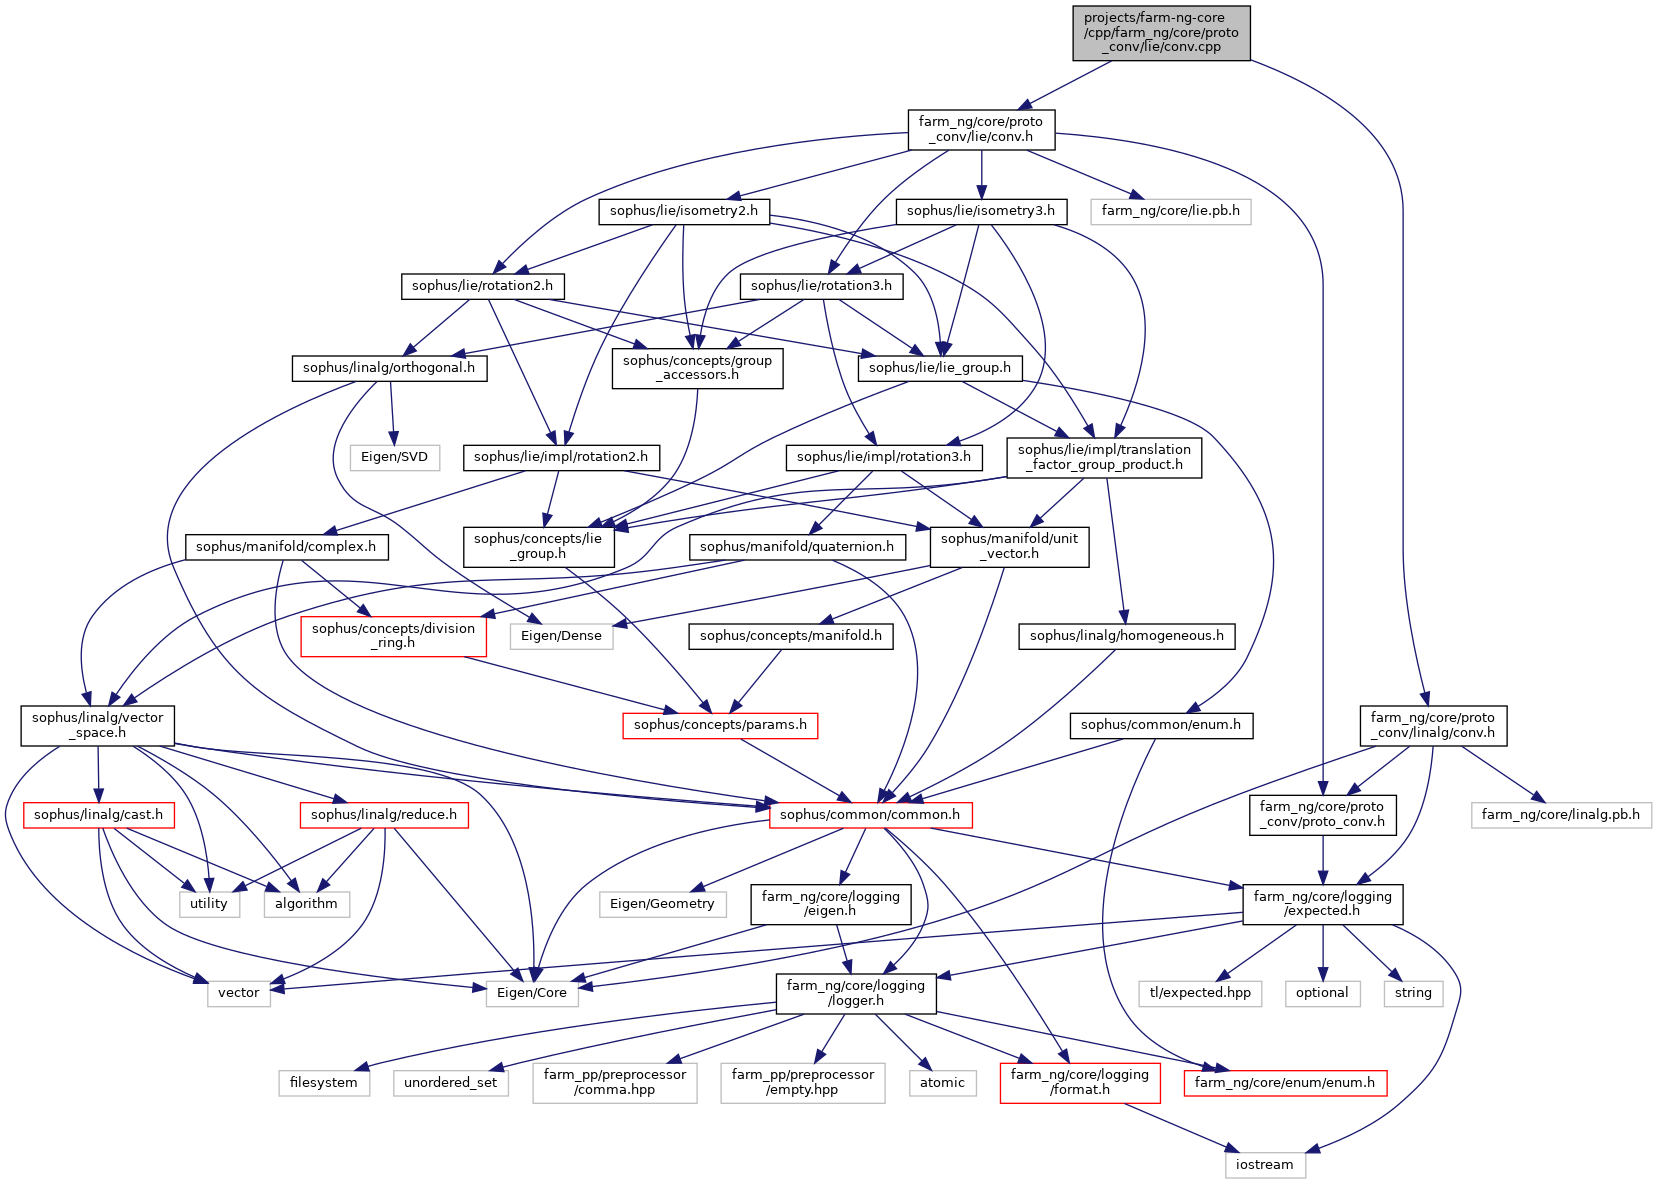 projects/farm-ng-core
/cpp/farm_ng/core/proto
_conv/lie/conv.cpp
farm_ng/core/proto
_conv/lie/conv.h
sophus/lie/isometry2.h
sophus/lie/isometry3.h
farm_ng/core/lie.pb.h
sophus/lie/rotation2.h
sophus/lie/rotation3.h
sophus/linalg/orthogonal.h
sophus/concepts/group
_accessors.h
sophus/lie/lie_group.h
Eigen/SVD
sophus/lie/impl/rotation2.h
sophus/lie/impl/rotation3.h
sophus/lie/impl/translation
_factor_group_product.h
sophus/manifold/complex.h
sophus/concepts/lie
_group.h
sophus/manifold/quaternion.h
sophus/manifold/unit
_vector.h
sophus/concepts/division
_ring.h
Eigen/Dense
sophus/concepts/manifold.h
sophus/linalg/homogeneous.h
sophus/linalg/vector
_space.h
sophus/concepts/params.h
sophus/common/enum.h
farm_ng/core/proto
_conv/linalg/conv.h
sophus/linalg/cast.h
sophus/linalg/reduce.h
sophus/common/common.h
farm_ng/core/proto
_conv/proto_conv.h
farm_ng/core/linalg.pb.h
utility
algorithm
Eigen/Geometry
farm_ng/core/logging
/eigen.h
farm_ng/core/logging
/expected.h
vector
Eigen/Core
farm_ng/core/logging
/logger.h
tl/expected.hpp
optional
string
filesystem
unordered_set
farm_pp/preprocessor
/comma.hpp
farm_pp/preprocessor
/empty.hpp
atomic
farm_ng/core/logging
/format.h
farm_ng/core/enum/enum.h
iostream